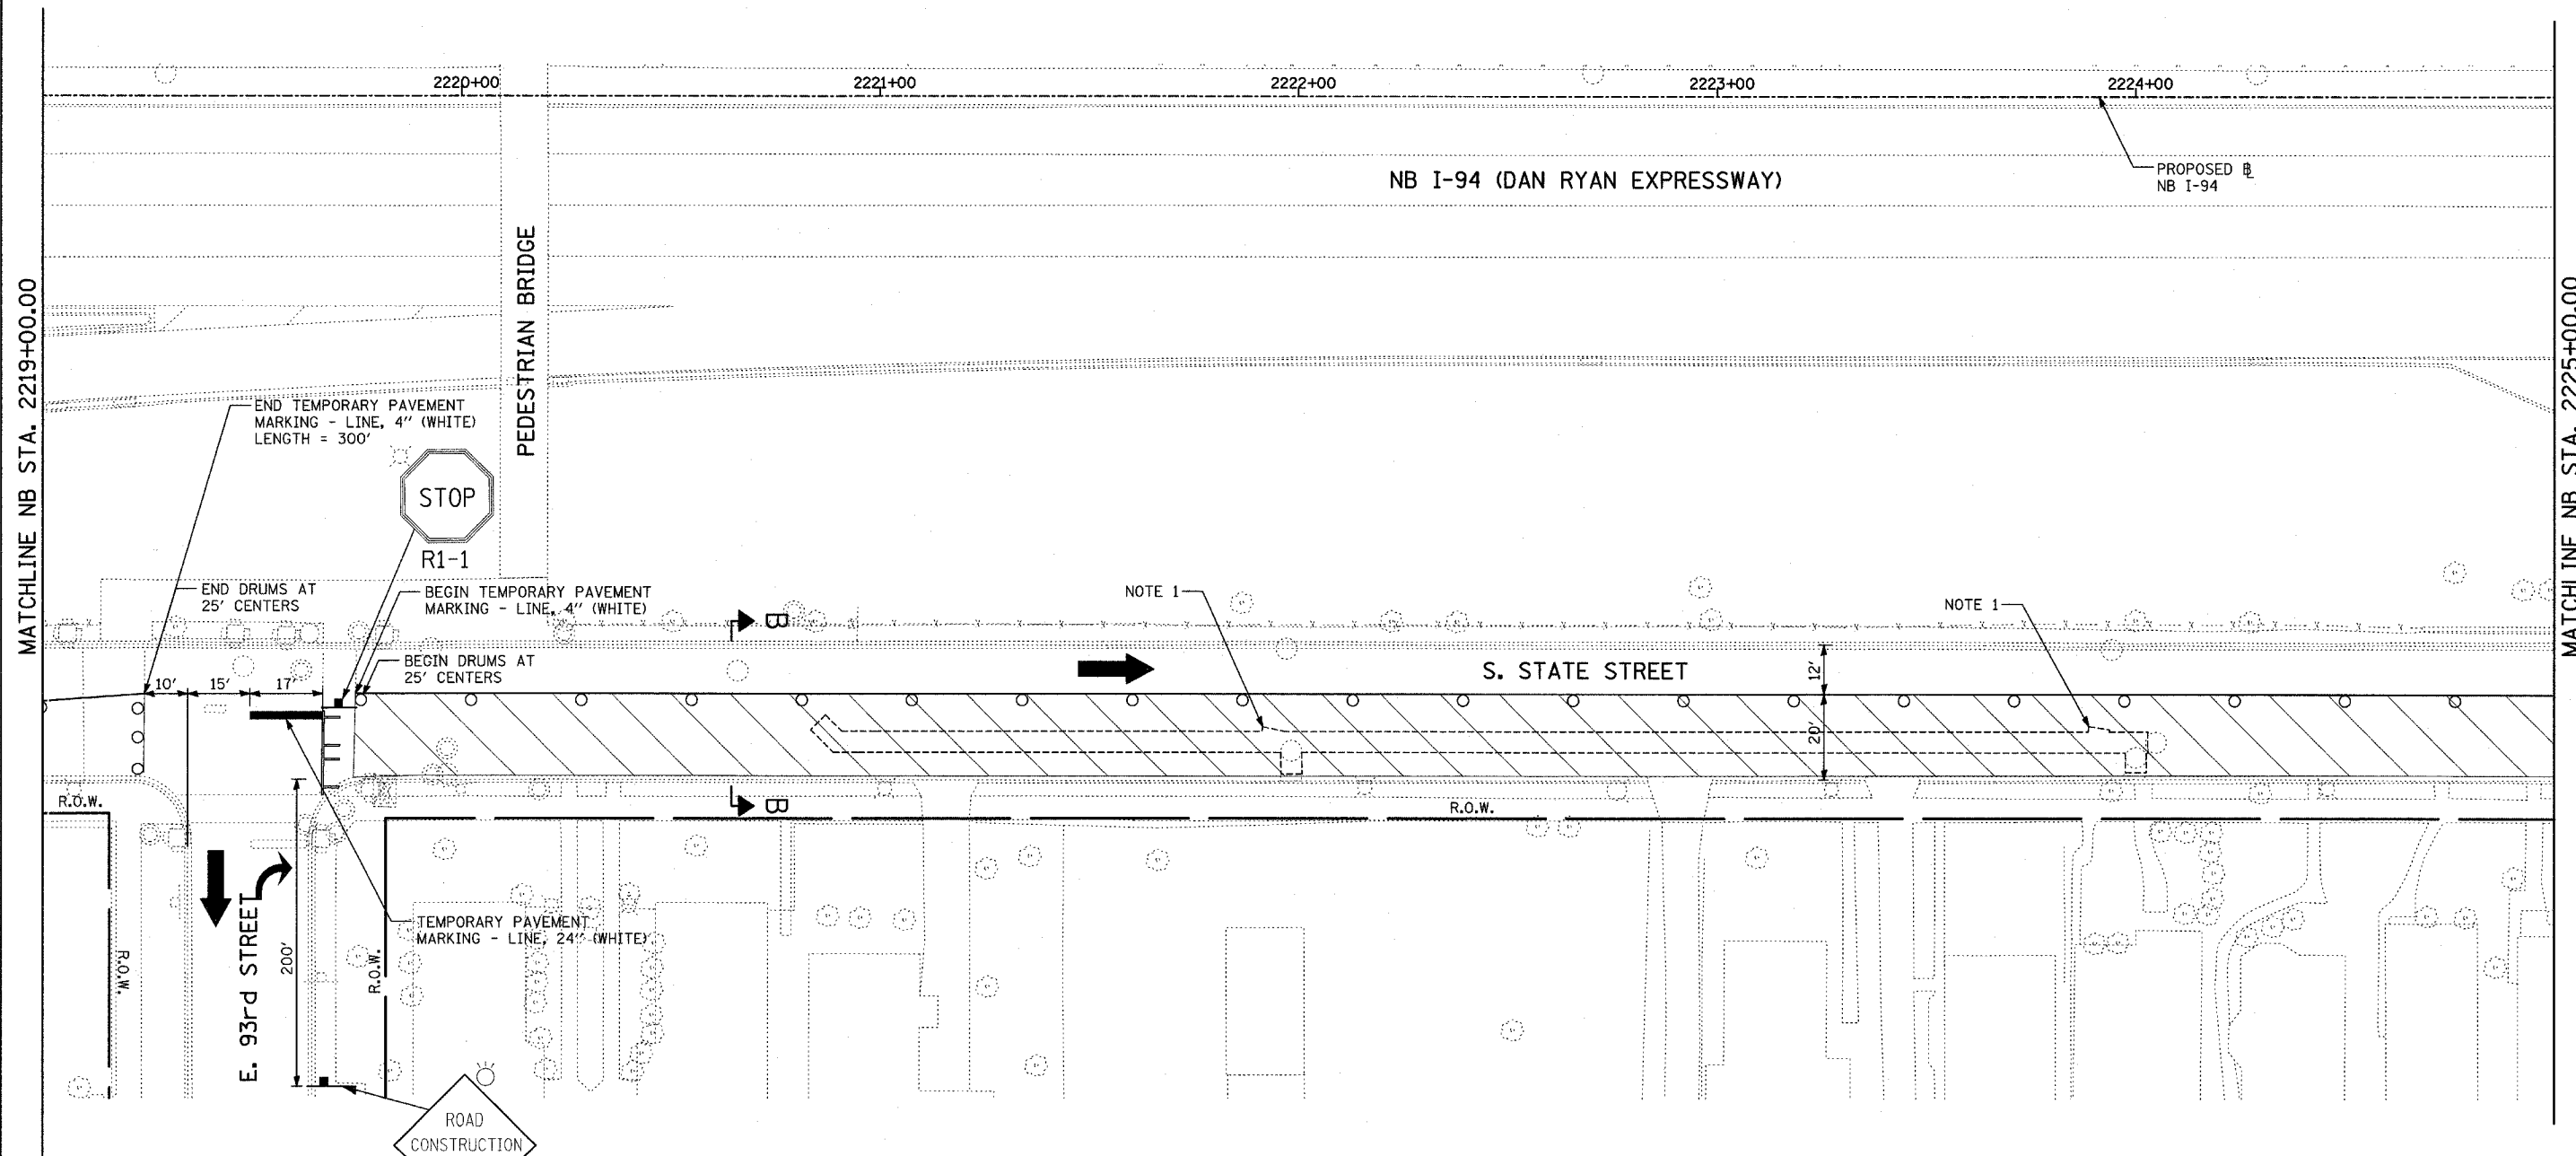 2220+00
2221+00
2222+00
2223+00
2224+00
NB I-94 (DAN RYAN EXPRESSWAY)
PROPOSED ℄
NB I-94
MATCHLINE NB STA. 2219+00.00
MATCHLINE NB STA. 2225+00.00
PEDESTRIAN BRIDGE
END TEMPORARY PAVEMENT
MARKING - LINE, 4" (WHITE)
LENGTH = 300'
STOP
R1-1
END DRUMS AT
25' CENTERS
BEGIN TEMPORARY PAVEMENT
MARKING - LINE, 4" (WHITE)
B
NOTE 1
NOTE 1
BEGIN DRUMS AT
25' CENTERS
S. STATE STREET
12'
10'
15'
17'
20'
B
R.O.W.
R.O.W.
E. 93rd STREET
200'
TEMPORARY PAVEMENT
MARKING - LINE, 24" (WHITE)
R.O.W.
R.O.W.
ROAD
CONSTRUCTION